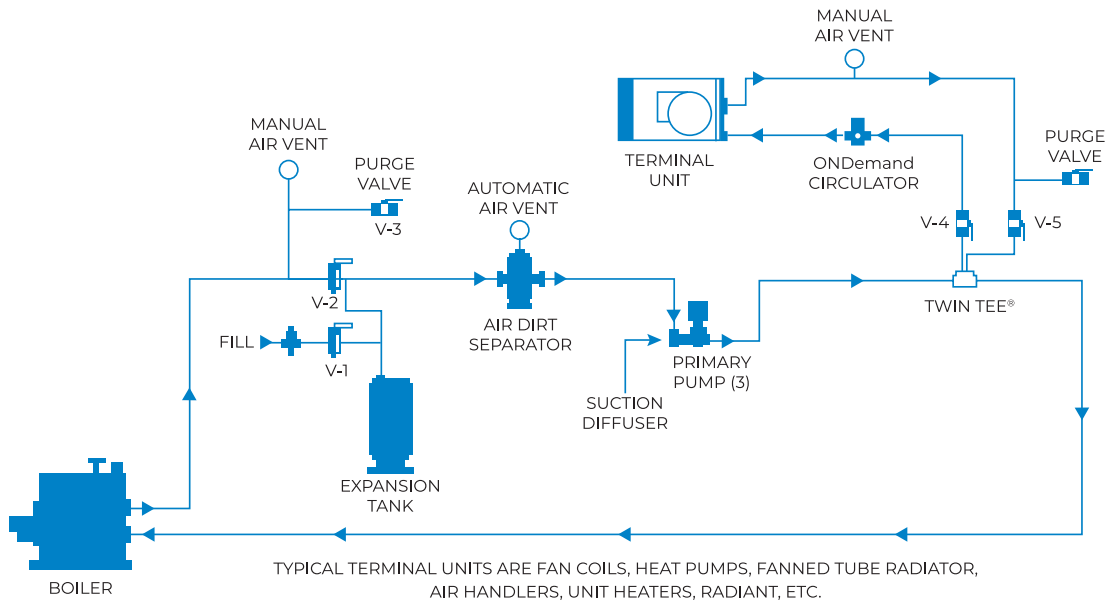 MANUAL
AIR VENT
MANUAL
AIR VENT
PURGE
VALVE
V-3
AUTOMATIC
AIR VENT
TERMINAL
UNIT
ONDemand
CIRCULATOR
PURGE
VALVE
V-4
V-5
V-2
FILL
V-1
AIR DIRT
SEPARATOR
TWIN TEE®
PRIMARY
PUMP (3)
SUCTION
DIFFUSER
EXPANSION
TANK
BOILER
TYPICAL TERMINAL UNITS ARE FAN COILS, HEAT PUMPS, FANNED TUBE RADIATOR,
AIR HANDLERS, UNIT HEATERS, RADIANT, ETC.